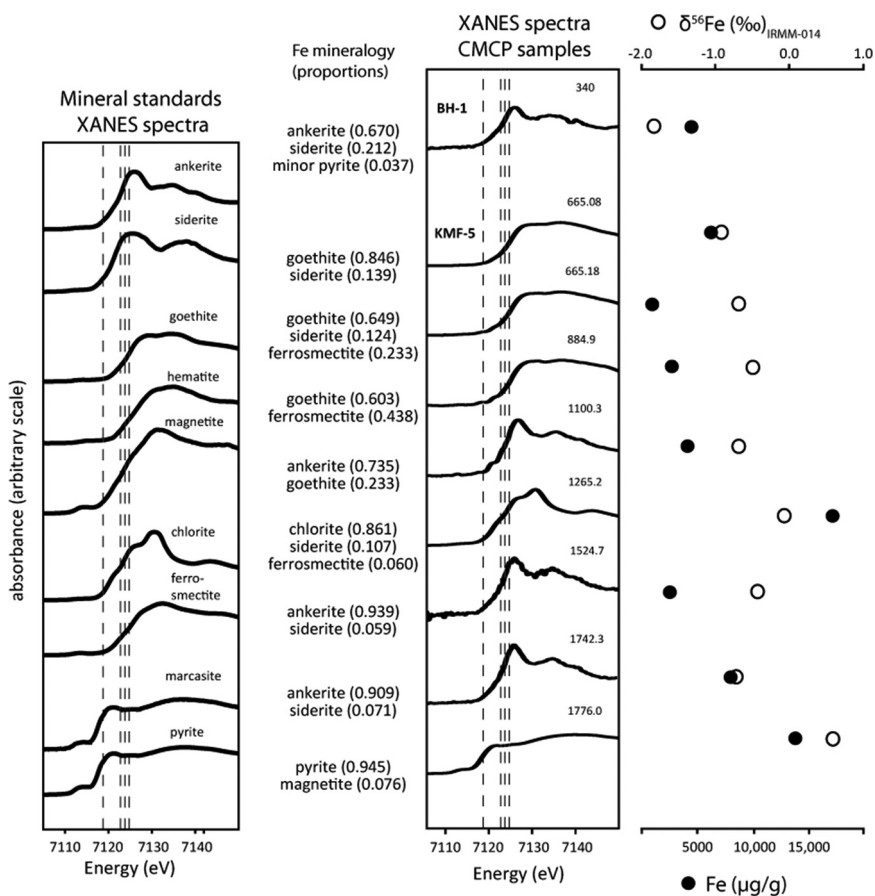 XANES spectra
CMCP samples
δ⁵⁶Fe (‰)IRMM-014
-2.0 -1.0 0.0 1.0
Fe mineralogy
(proportions)
Mineral standards
XANES spectra
absorbance (arbitrary scale)
ankerite
siderite
goethite
hematite
magnetite
chlorite
ferro-
smectite
marcasite
pyrite
7110 7120 7130 7140
Energy (eV)
ankerite (0.670)
siderite (0.212)
minor pyrite (0.037)
goethite (0.846)
siderite (0.139)
goethite (0.649)
siderite (0.124)
ferrosmectite (0.233)
goethite (0.603)
ferrosmectite (0.438)
ankerite (0.735)
goethite (0.233)
chlorite (0.861)
siderite (0.107)
ferrosmectite (0.060)
ankerite (0.939)
siderite (0.059)
ankerite (0.909)
siderite (0.071)
pyrite (0.945)
magnetite (0.076)
BH-1
340
KMF-5
665.08
665.18
884.9
1100.3
1265.2
1524.7
1742.3
1776.0
7110 7120 7130 7140
Energy (eV)
5000 10,000 15,000
Fe (µg/g)